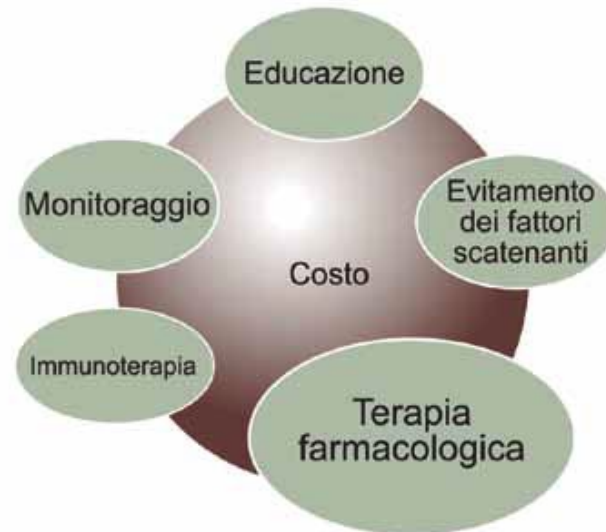 Educazione
Monitoraggio
Evitamento
dei fattori
scatenanti
Costo
Immunoterapia
Terapia
farmacologica